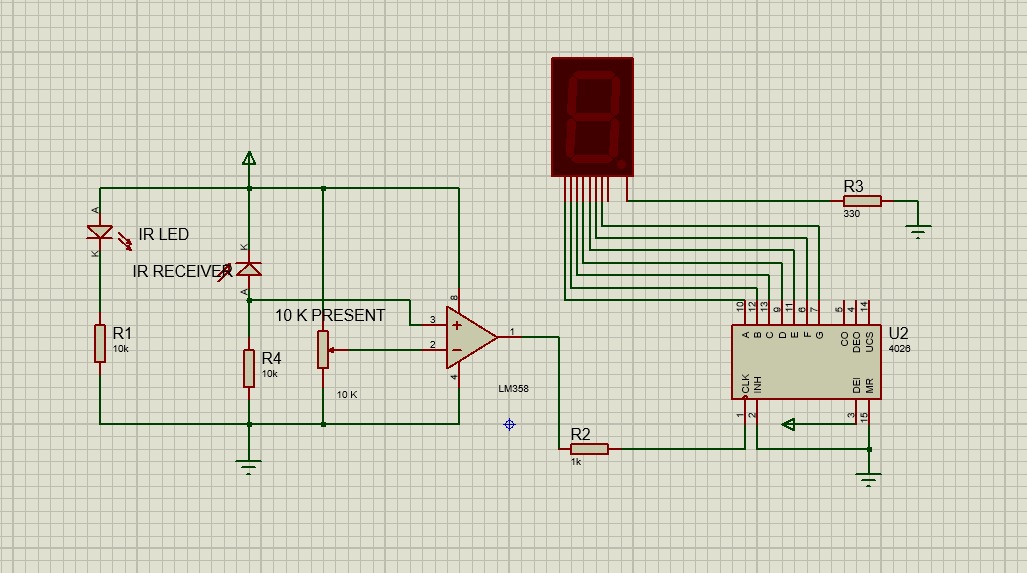 R3
330
A
K
IR LED
K
IR RECEIVER
A
10 K PRESENT
10 K
R1
10k
R4
10k
8
3
2
1
4
LM358
R2
1k
10 12 13 9 11 6 7 5 4 14
A B C D E F G CO DEO UCS
U2
4026
CLK INH DEI MR
1 2 3 15